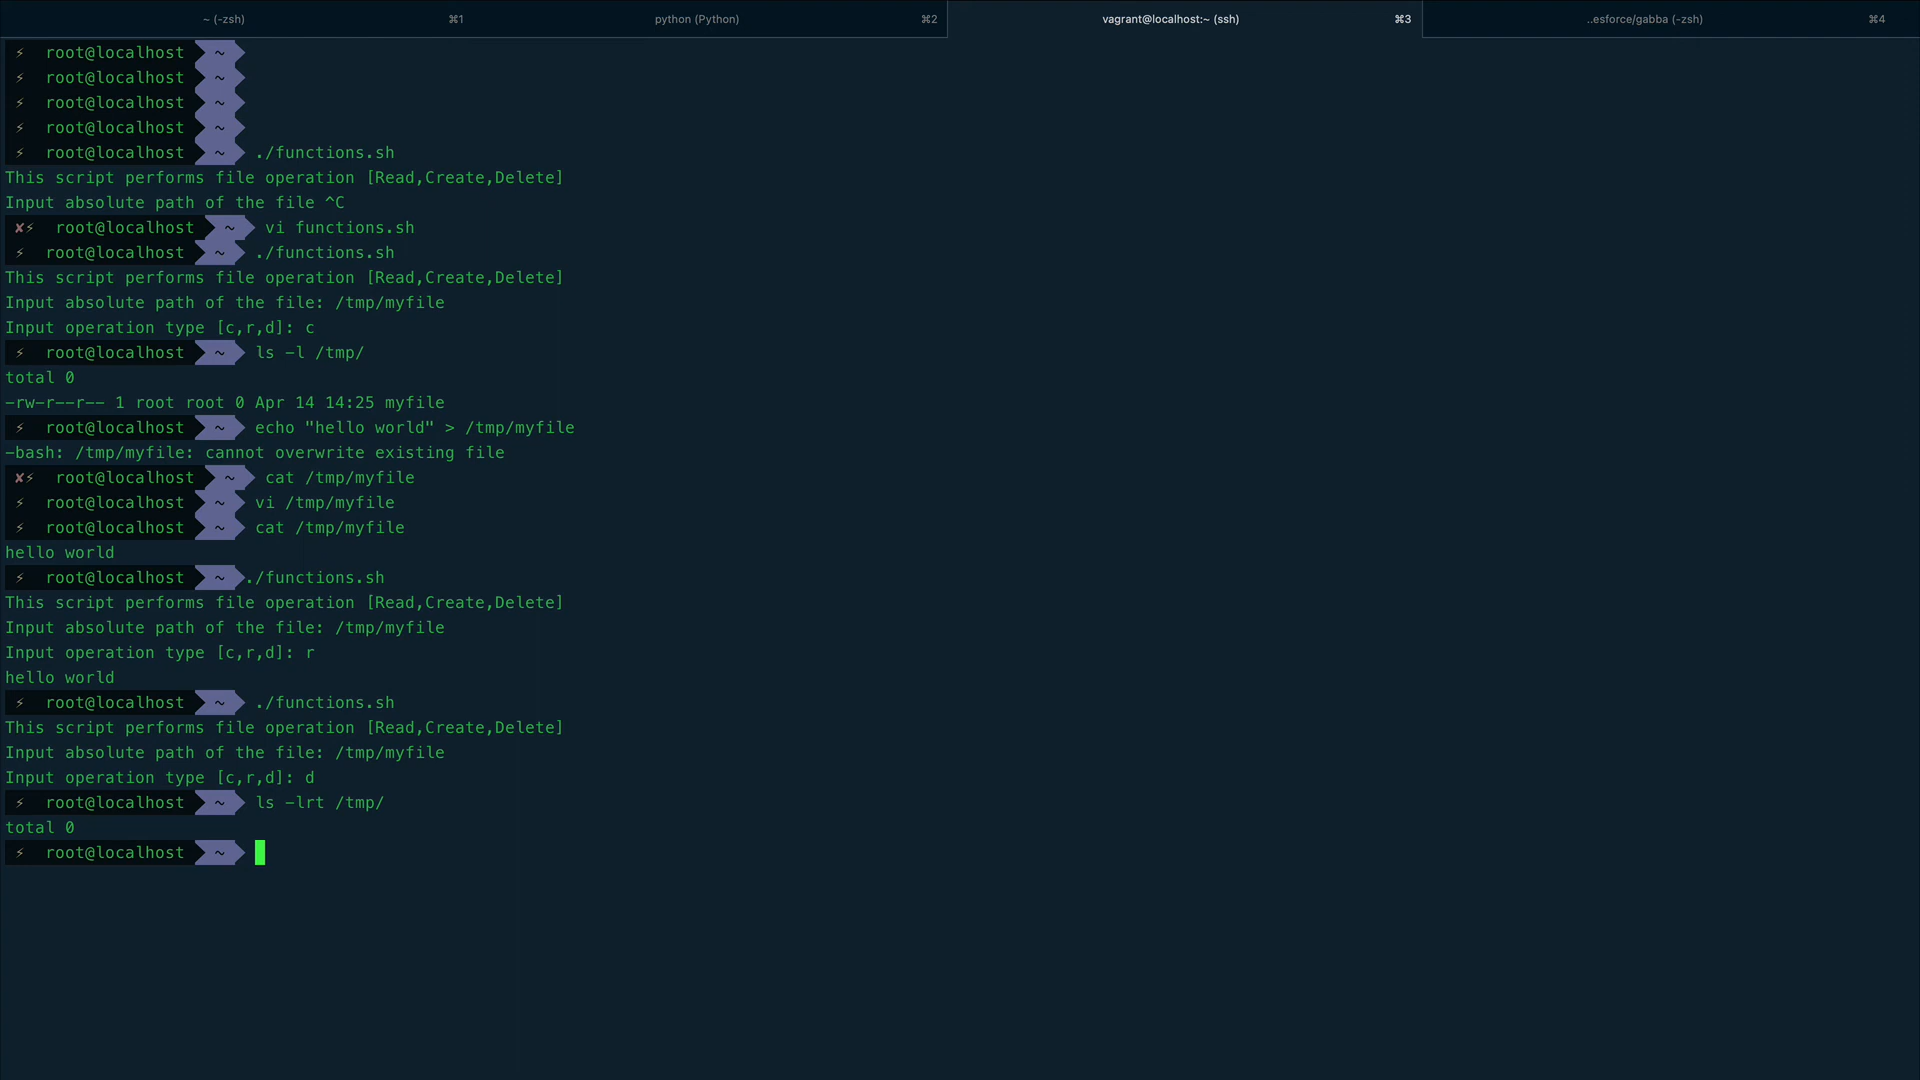 ~ (-zsh) ⌘1 python (Python) ⌘2 vagrant@localhost:~ (ssh) ⌘3 ..esforce/gabba (-zsh) ⌘4
⚡ root@localhost ~
⚡ root@localhost ~
⚡ root@localhost ~
⚡ root@localhost ~
⚡ root@localhost ~ ./functions.sh
This script performs file operation [Read,Create,Delete]
Input absolute path of the file ^C
✘⚡ root@localhost ~ vi functions.sh
⚡ root@localhost ~ ./functions.sh
This script performs file operation [Read,Create,Delete]
Input absolute path of the file: /tmp/myfile
Input operation type [c,r,d]: c
⚡ root@localhost ~ ls -l /tmp/
total 0
-rw-r--r-- 1 root root 0 Apr 14 14:25 myfile
⚡ root@localhost ~ echo "hello world" > /tmp/myfile
-bash: /tmp/myfile: cannot overwrite existing file
✘⚡ root@localhost ~ cat /tmp/myfile
⚡ root@localhost ~ vi /tmp/myfile
⚡ root@localhost ~ cat /tmp/myfile
hello world
⚡ root@localhost ~ ./functions.sh
This script performs file operation [Read,Create,Delete]
Input absolute path of the file: /tmp/myfile
Input operation type [c,r,d]: r
hello world
⚡ root@localhost ~ ./functions.sh
This script performs file operation [Read,Create,Delete]
Input absolute path of the file: /tmp/myfile
Input operation type [c,r,d]: d
⚡ root@localhost ~ ls -lrt /tmp/
total 0
⚡ root@localhost ~